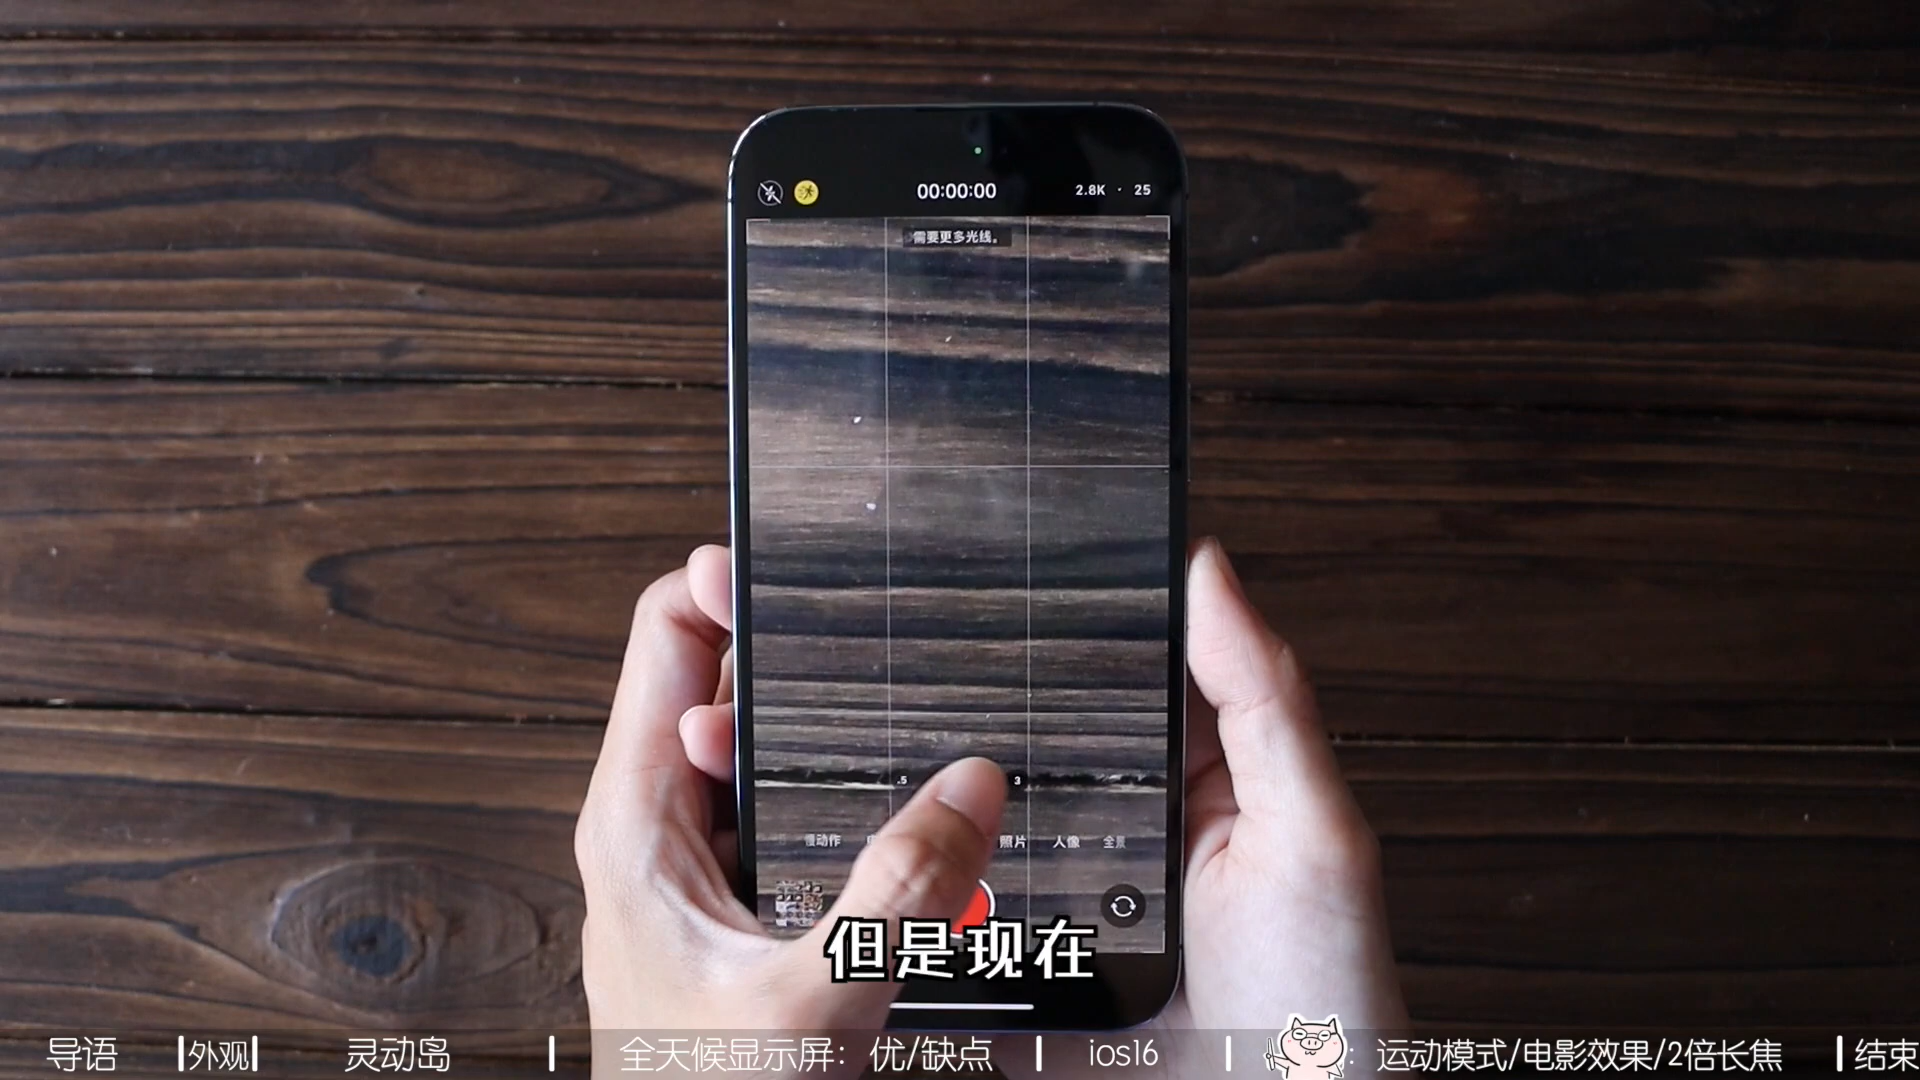 00:00:00
2.8K · 25
需要更多光线。
.5
3
慢动作
照片
人像
全景
但是现在
导语
外观
灵动岛
全天候显示屏：优/缺点
ios16
：运动模式/电影效果/2倍长焦
结束